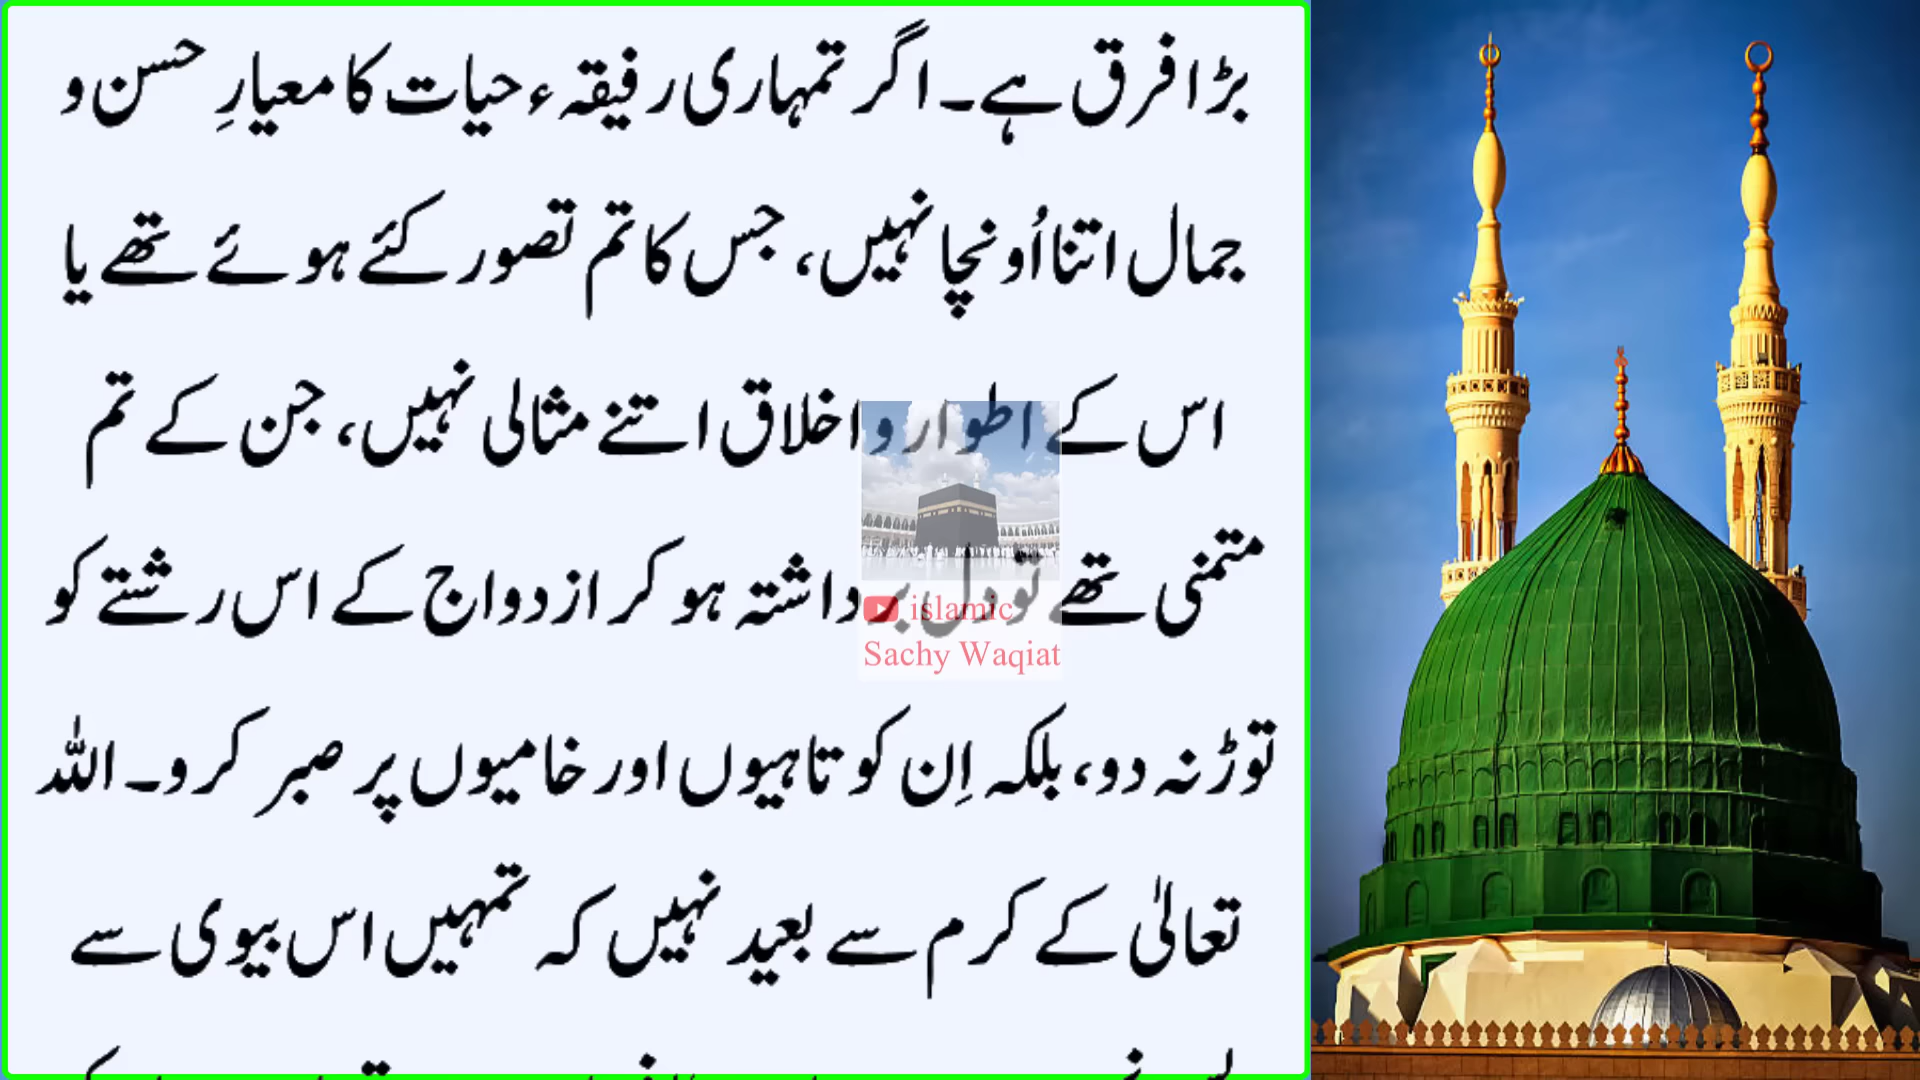 بڑا فرق ہے۔ اگر تمہاری رفیقہء حیات کا معیارِ حسن و
جمال اتنا اُونچا نہیں، جس کا تم تصور کئے ہوئے تھے یا
اس کے اطوار و اخلاق اتنے مثالی نہیں، جن کے تم
متمنی تھے تو دل برداشتہ ہو کر ازدواج کے اس رشتے کو
توڑ نہ دو، بلکہ اِن کوتاہیوں اور خامیوں پر صبر کرو۔ اللہ
تعالیٰ کے کرم سے بعید نہیں کہ تمہیں اس بیوی سے
islamic
Sachy Waqiat